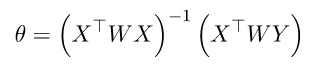 θ = (X⊤WX)⁻¹ (X⊤WY)